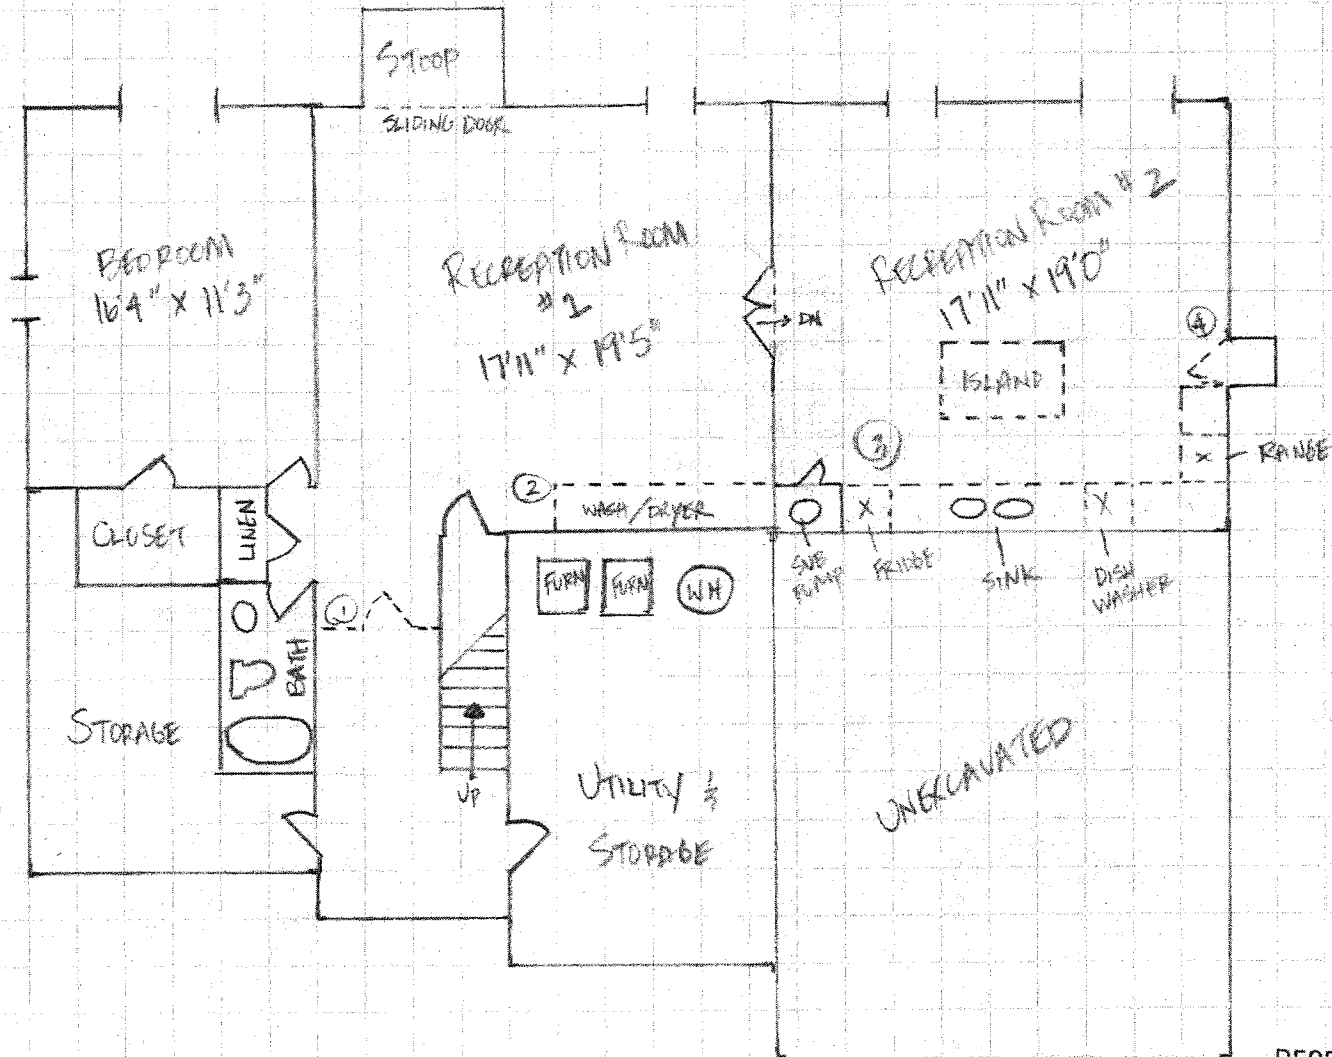 STOOP
SLIDING DOOR
BEDROOM
16'4" X 11'3"
RECREATION ROOM
#1
17'11" X 19'5"
DN
RECREATION ROOM #2
17'11" X 19'0"
4
ISLAND
3
X
RANGE
2
WASH/DRYER
X
X
SUB
PUMP
FRIDGE
SINK
DISH
WASHER
CLOSET
LINEN
FURN
FURN
WH
1
BATH
STORAGE
UP
UTILITY &
STORAGE
UNEXCAVATED